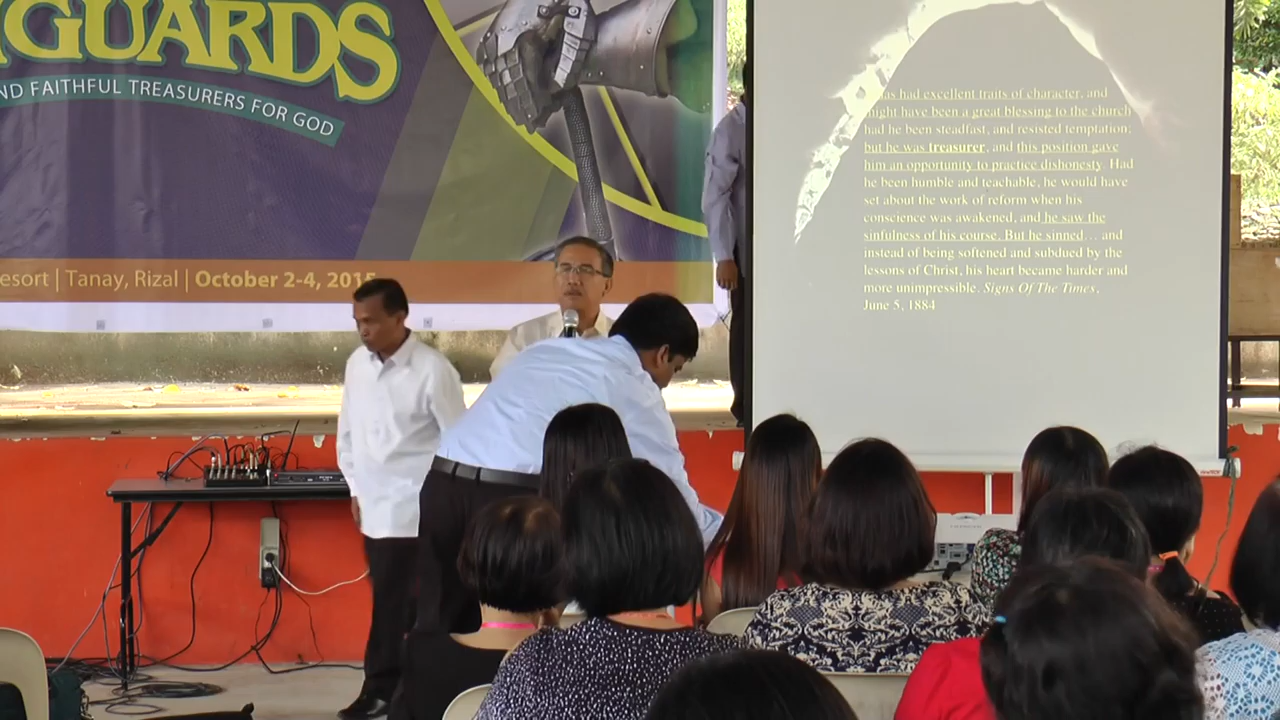 GUARDS
ND FAITHFUL TREASURERS FOR GOD
esort | Tanay, Rizal | October 2-4, 2015
as had excellent traits of character, and
might have been a great blessing to the church
had he been steadfast, and resisted temptation;
but he was treasurer, and this position gave
him an opportunity to practice dishonesty. Had
he been humble and teachable, he would have
set about the work of reform when his
conscience was awakened, and he saw the
sinfulness of his course. But he sinned… and
instead of being softened and subdued by the
lessons of Christ, his heart became harder and
more unimpressible. Signs Of The Times,
June 5, 1884